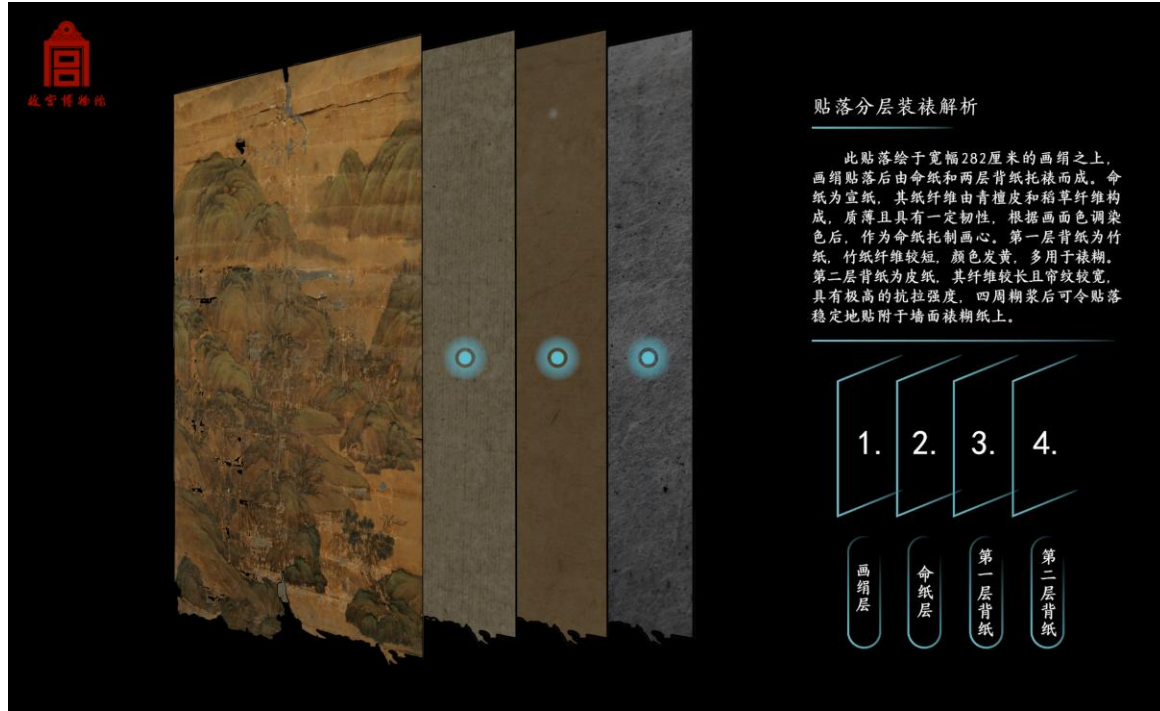 故宫博物院
贴落分层装裱解析
此贴落绘于宽幅282厘米的画绢之上，
画绢贴落后由命纸和两层背纸托裱而成。命
纸为宣纸，其纸纤维由青檀皮和稻草纤维构
成，质薄且具有一定韧性，根据画面色调染
色后，作为命纸托制画心。第一层背纸为竹
纸，竹纸纤维较短，颜色发黄，多用于裱糊。
第二层背纸为皮纸，其纤维较长且帘纹较宽，
具有极高的抗拉强度，四周糊浆后可令贴落
稳定地贴附于墙面裱糊纸上。
1. 2. 3. 4.
画绢层
命纸层
第一层背纸
第二层背纸